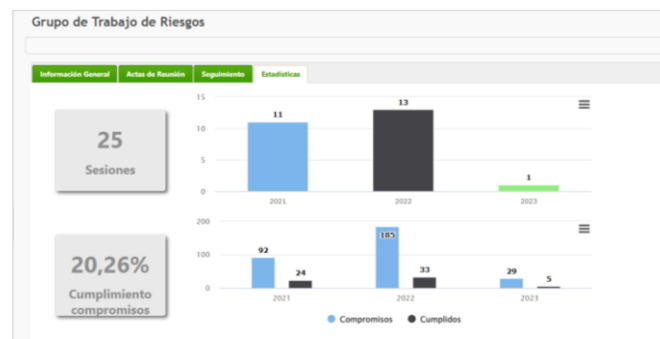 Grupo de Trabajo de Riesgos
Información General Actas de Reunión Seguimiento Estadísticas
25
Sesiones
15
10
5
0
11
13
1
2021 2022 2023
20,26%
Cumplimiento
compromisos
200
100
0
92
24
185
33
29
5
2021 2022 2023
Compromisos Cumplidos